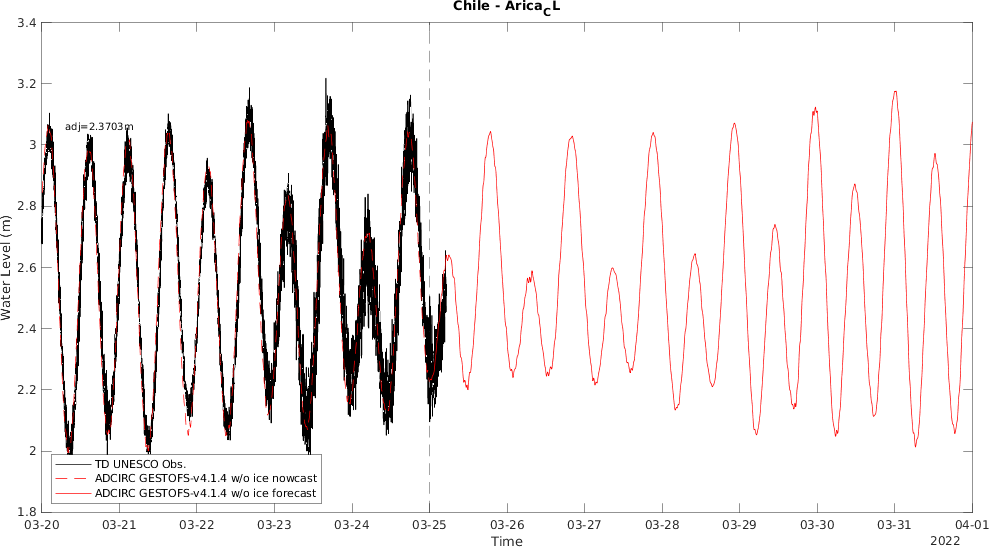 Chile - Arica_CL
3.4
3.2
3
2.8
2.6
2.4
2.2
2
1.8
Water Level (m)
adj=2.3703m
TD UNESCO Obs.
ADCIRC GESTOFS-v4.1.4 w/o ice nowcast
ADCIRC GESTOFS-v4.1.4 w/o ice forecast
03-20 03-21 03-22 03-23 03-24 03-25 03-26 03-27 03-28 03-29 03-30 03-31 04-01
Time
2022